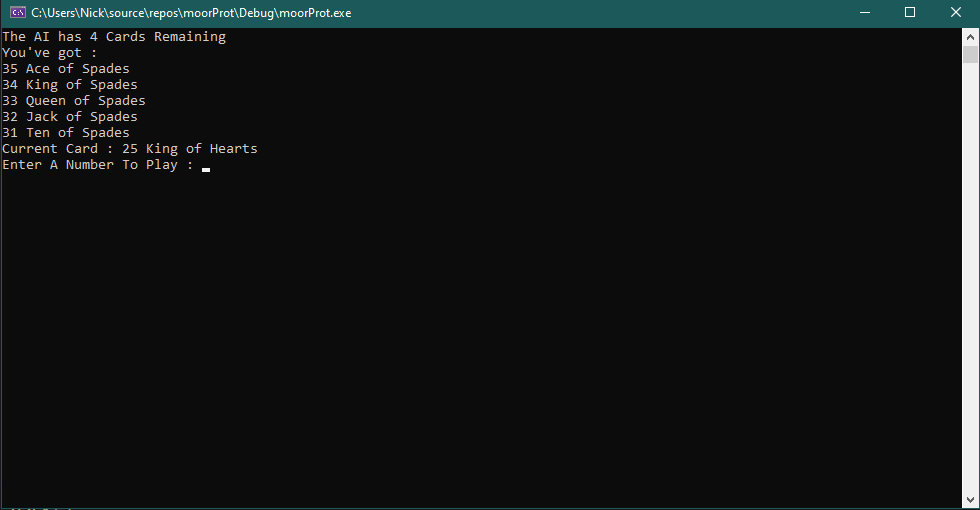 C:\Users\Nick\source\repos\moorProt\Debug\moorProt.exe
The AI has 4 Cards Remaining
You've got :
35 Ace of Spades
34 King of Spades
33 Queen of Spades
32 Jack of Spades
31 Ten of Spades
Current Card : 25 King of Hearts
Enter A Number To Play :